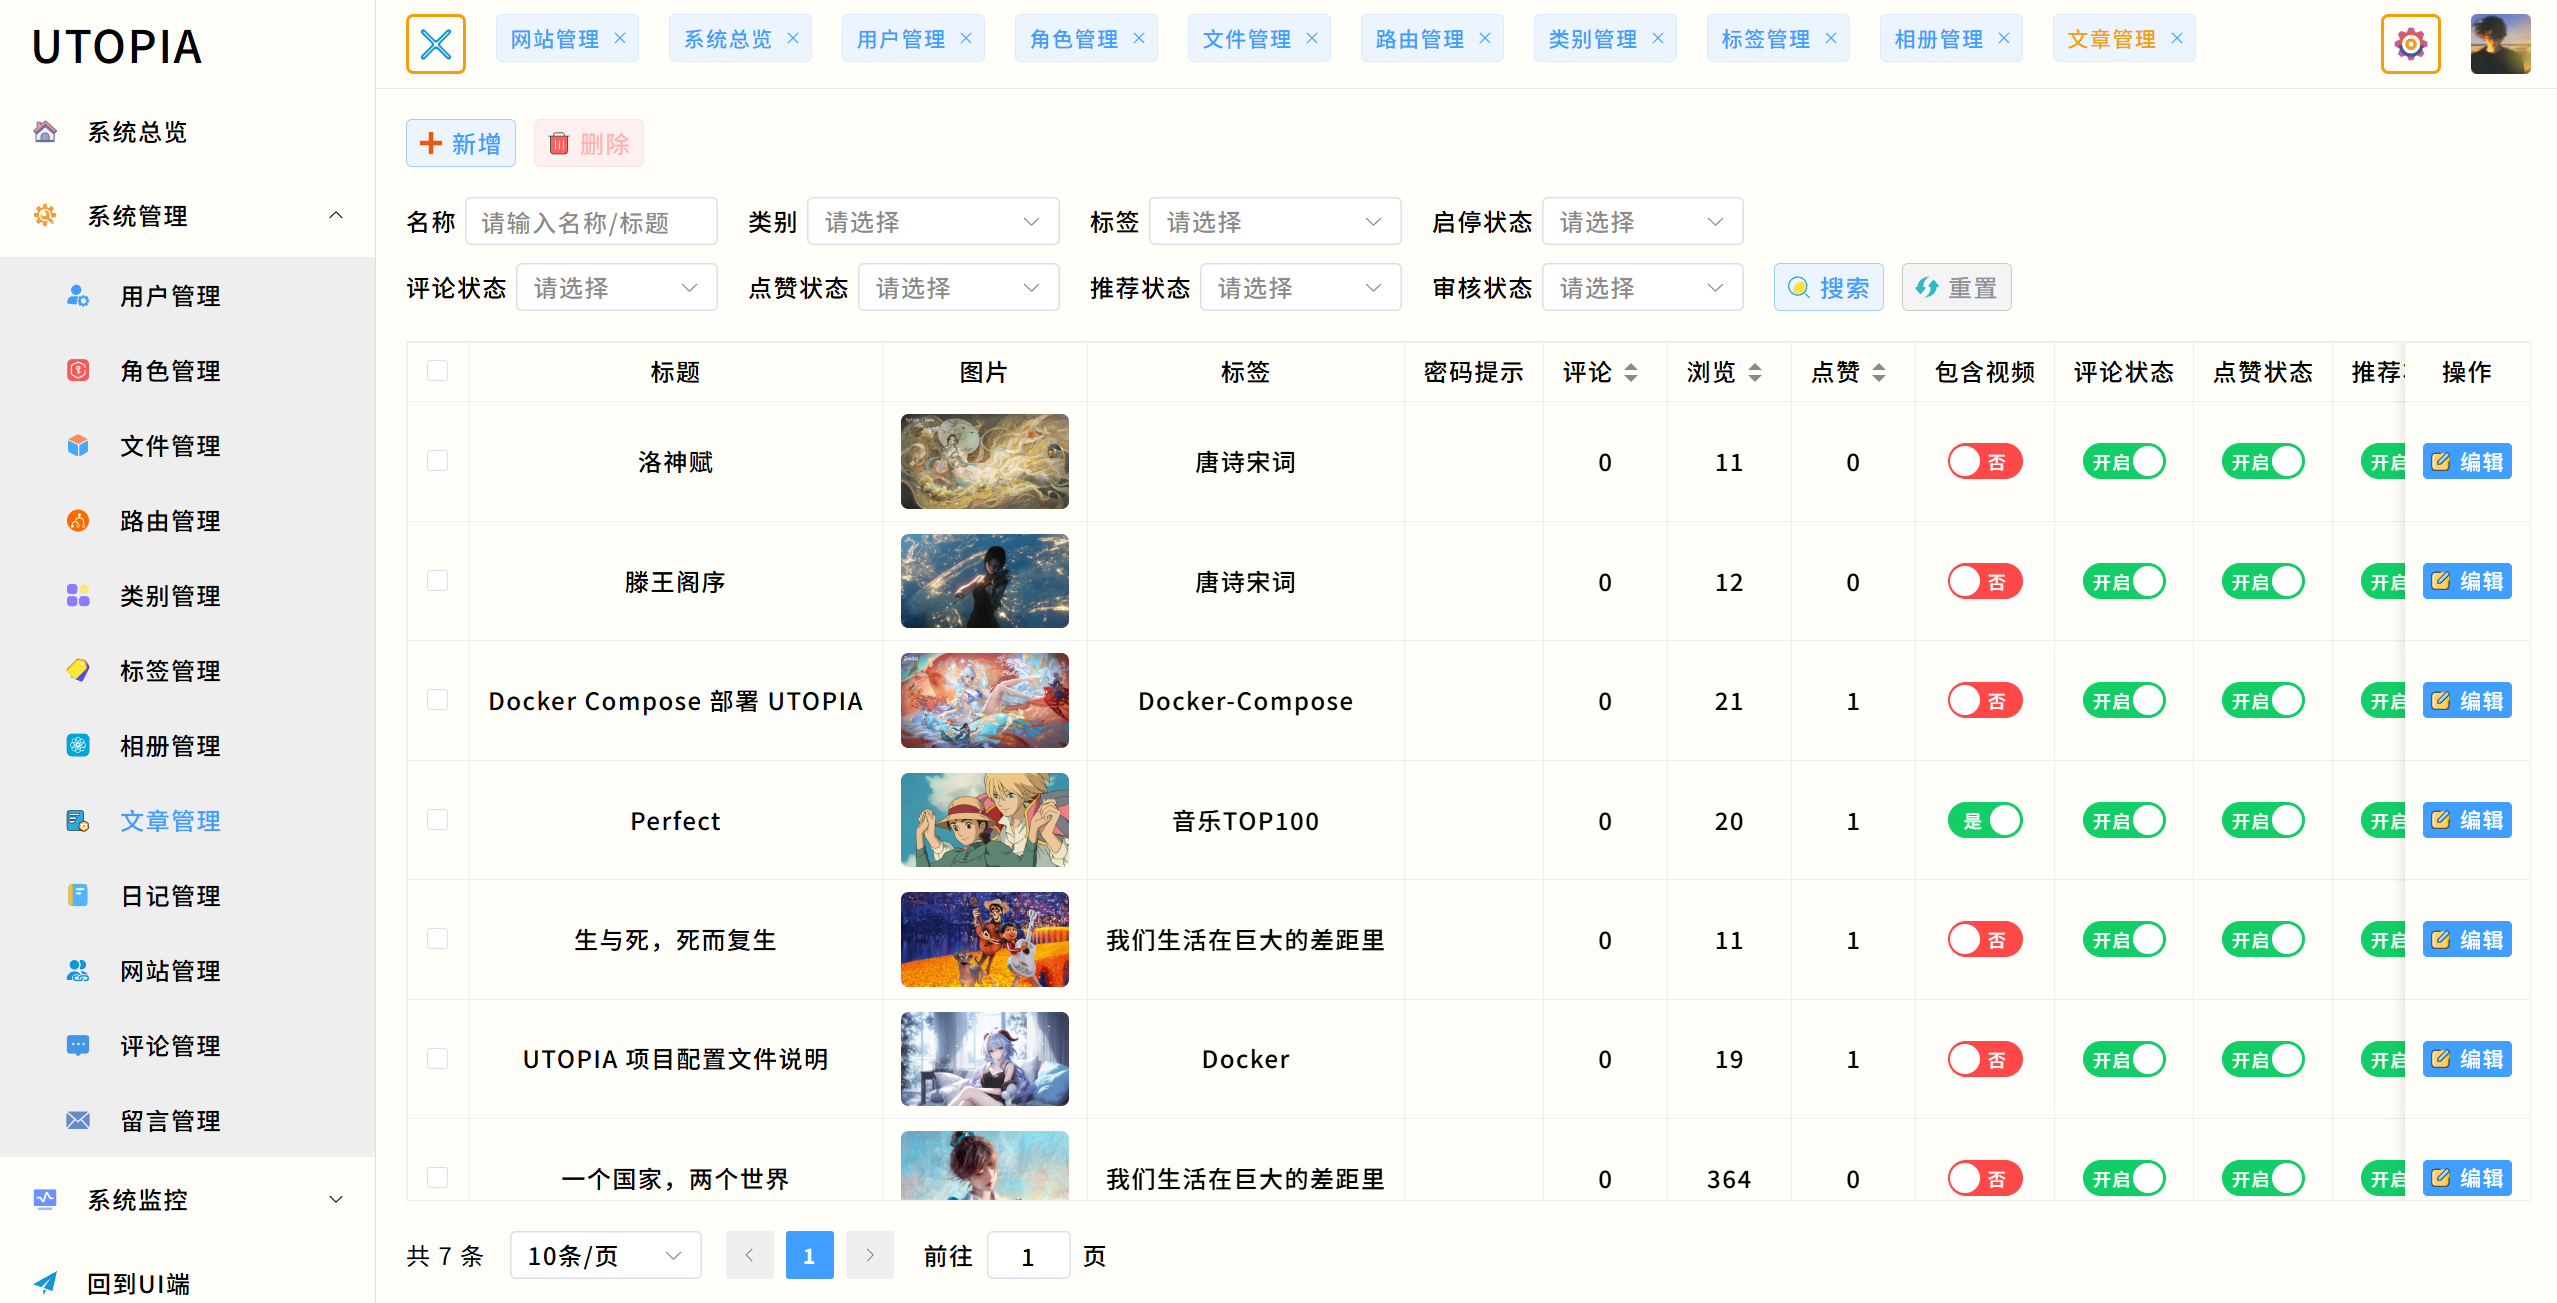 UTOPIA
网站管理
系统总览
用户管理
角色管理
文件管理
路由管理
类别管理
标签管理
相册管理
文章管理
系统总览
系统管理
用户管理
角色管理
文件管理
路由管理
类别管理
标签管理
相册管理
文章管理
日记管理
网站管理
评论管理
留言管理
系统监控
回到UI端
新增 删除
名称 请输入名称/标题 类别 请选择 标签 请选择 启停状态 请选择
评论状态 请选择 点赞状态 请选择 推荐状态 请选择 审核状态 请选择 搜索 重置
标题 图片 标签 密码提示 评论 浏览 点赞 包含视频 评论状态 点赞状态 推荐 操作
洛神赋 唐诗宋词 0 11 0 否 开启 开启 开启 编辑
滕王阁序 唐诗宋词 0 12 0 否 开启 开启 开启 编辑
Docker Compose 部署 UTOPIA Docker-Compose 0 21 1 否 开启 开启 开启 编辑
Perfect 音乐TOP100 0 20 1 是 开启 开启 开启 编辑
生与死，死而复生 我们生活在巨大的差距里 0 11 1 否 开启 开启 开启 编辑
UTOPIA 项目配置文件说明 Docker 0 19 1 否 开启 开启 开启 编辑
一个国家，两个世界 我们生活在巨大的差距里 0 364 0 否 开启 开启 开启 编辑
共 7 条 10条/页 1 前往 1 页